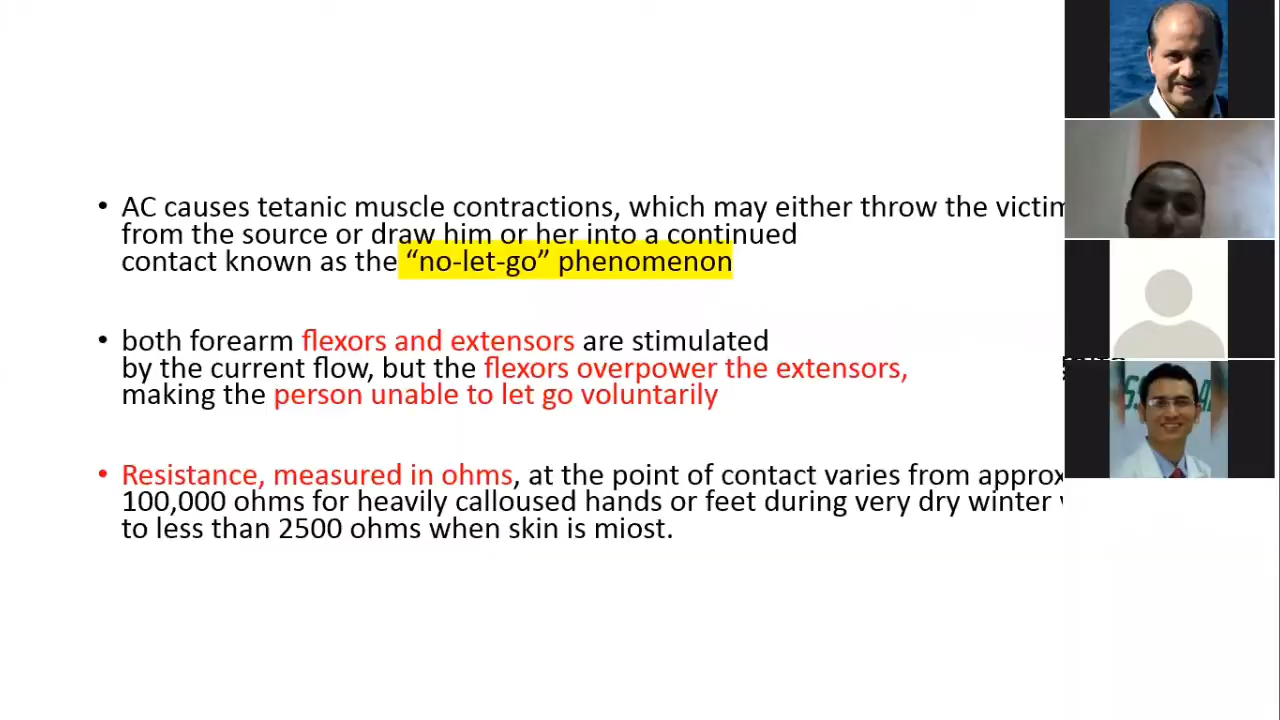 • AC causes tetanic muscle contractions, which may either throw the victim
from the source or draw him or her into a continued
contact known as the “no-let-go” phenomenon
• both forearm flexors and extensors are stimulated
by the current flow, but the flexors overpower the extensors,
making the person unable to let go voluntarily
• Resistance, measured in ohms, at the point of contact varies from approx
100,000 ohms for heavily calloused hands or feet during very dry winter
to less than 2500 ohms when skin is miost.